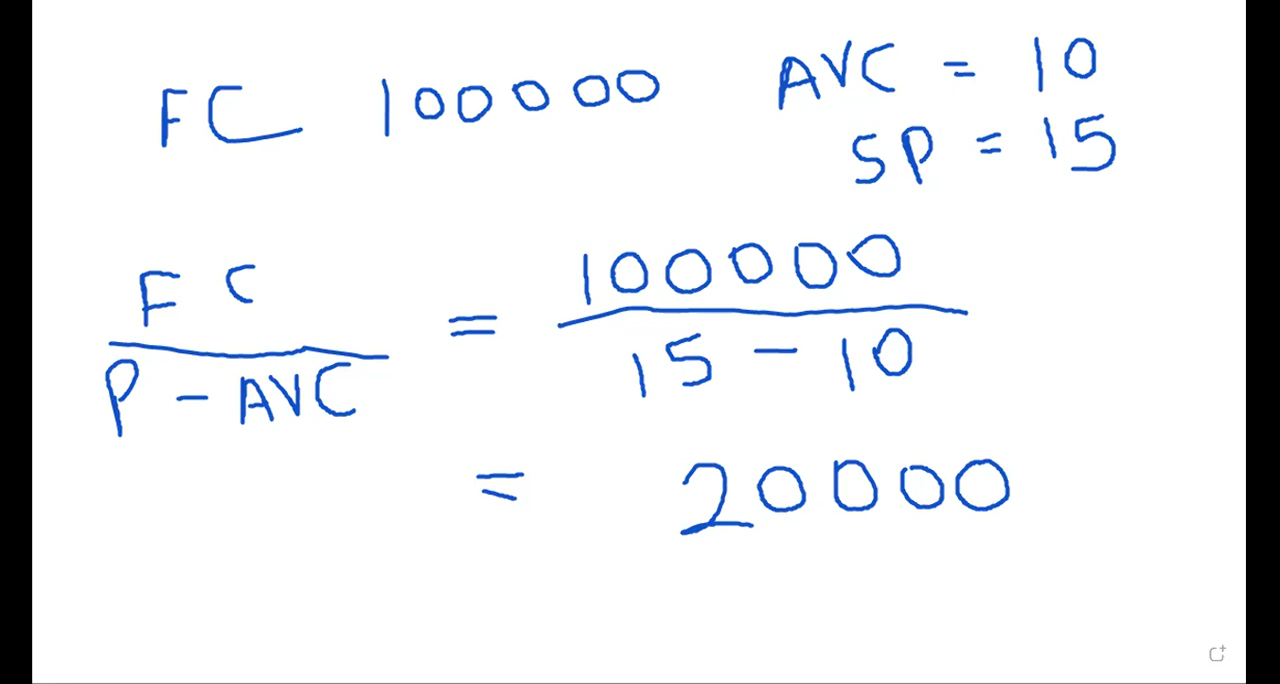 FC 100000 AVC = 10
SP = 15
FC / P - AVC = 100000 / 15 - 10
= 20000